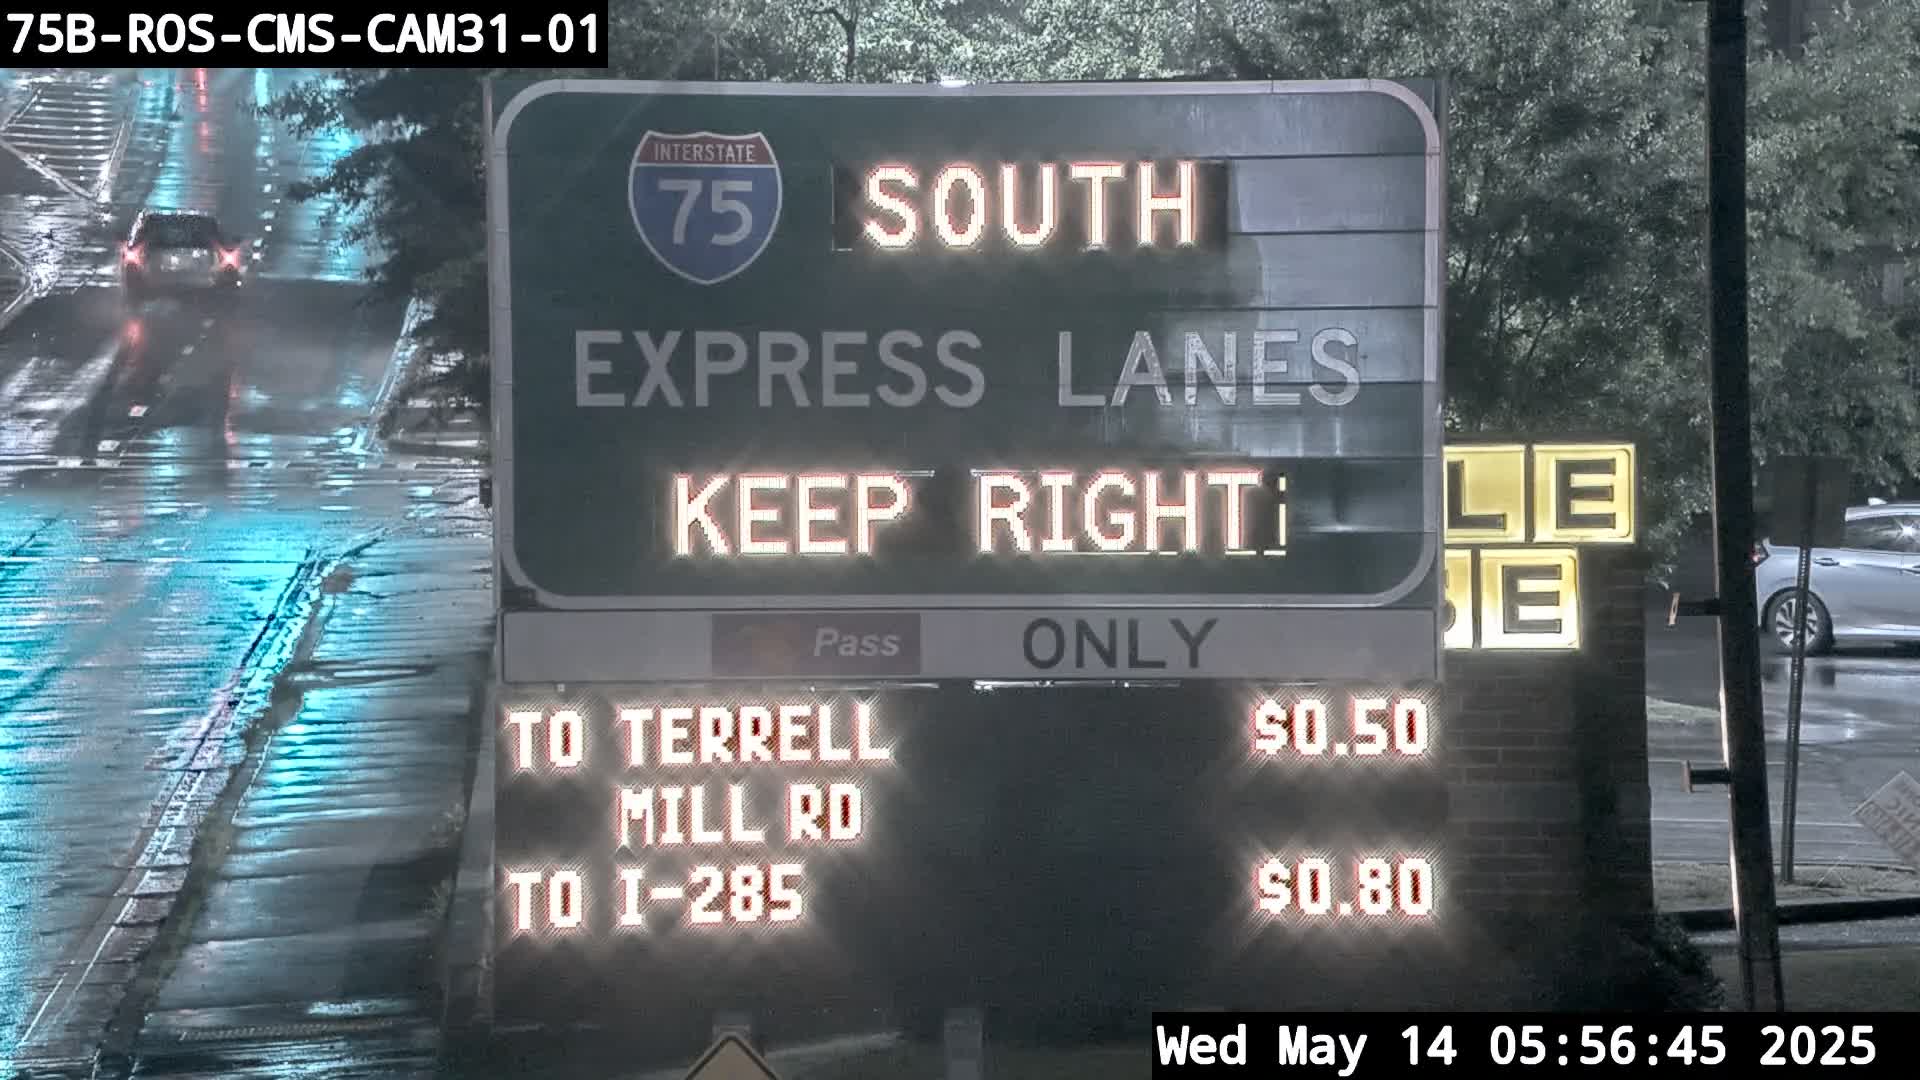 75B-ROS-CMS-CAM31-01
INTERSTATE
75
SOUTH
EXPRESS LANES
KEEP RIGHT
Pass ONLY
TO TERRELL $0.50
MILL RD
TO I-285 $0.80
LE
E
Wed May 14 05:56:45 2025